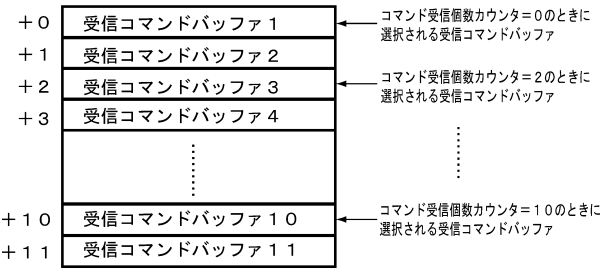 +0 受信コマンドバッファ1 コマンド受信個数カウンタ=0のときに
選択される受信コマンドバッファ
+1 受信コマンドバッファ2
+2 受信コマンドバッファ3 コマンド受信個数カウンタ=2のときに
選択される受信コマンドバッファ
+3 受信コマンドバッファ4
+10 受信コマンドバッファ10 コマンド受信個数カウンタ=10のときに
選択される受信コマンドバッファ
+11 受信コマンドバッファ11